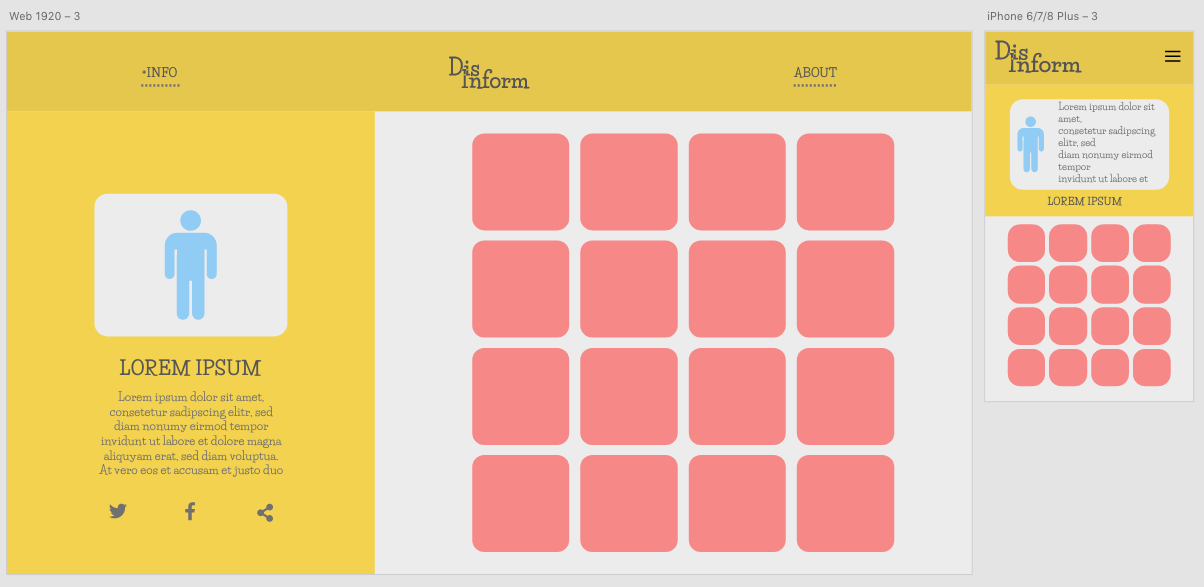 Web 1920 – 3
+INFO
Dis
Inform
ABOUT
LOREM IPSUM
Lorem ipsum dolor sit amet,
consetetur sadipscing elitr, sed
diam nonumy eirmod tempor
invidunt ut labore et dolore magna
aliquyam erat, sed diam voluptua.
At vero eos et accusam et justo duo
iPhone 6/7/8 Plus – 3
Dis
Inform
Lorem ipsum dolor sit
amet,
consetetur sadipscing
elitr, sed
diam nonumy eirmod
tempor
invidunt ut labore et
LOREM IPSUM